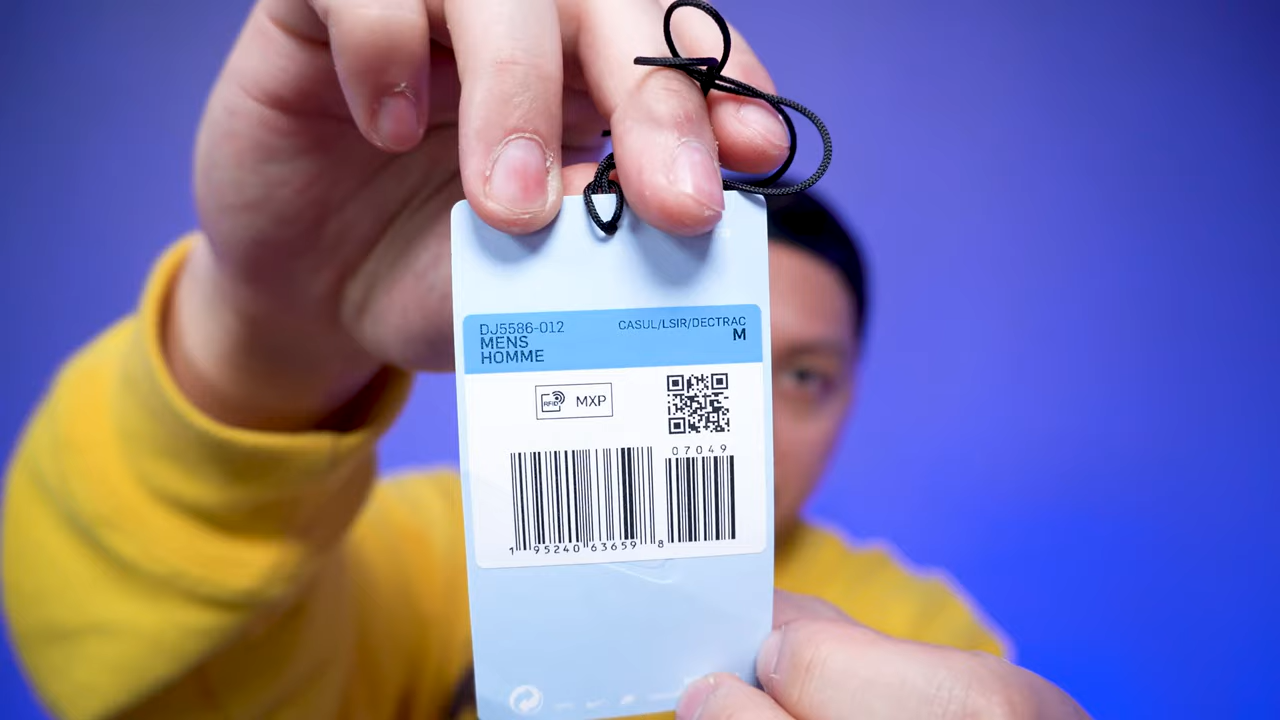 DJ5586-012
CASUL/LSIR/DECTRAC
MENS
M
HOMME
RFID
MXP
07049
1 95240 63659 8